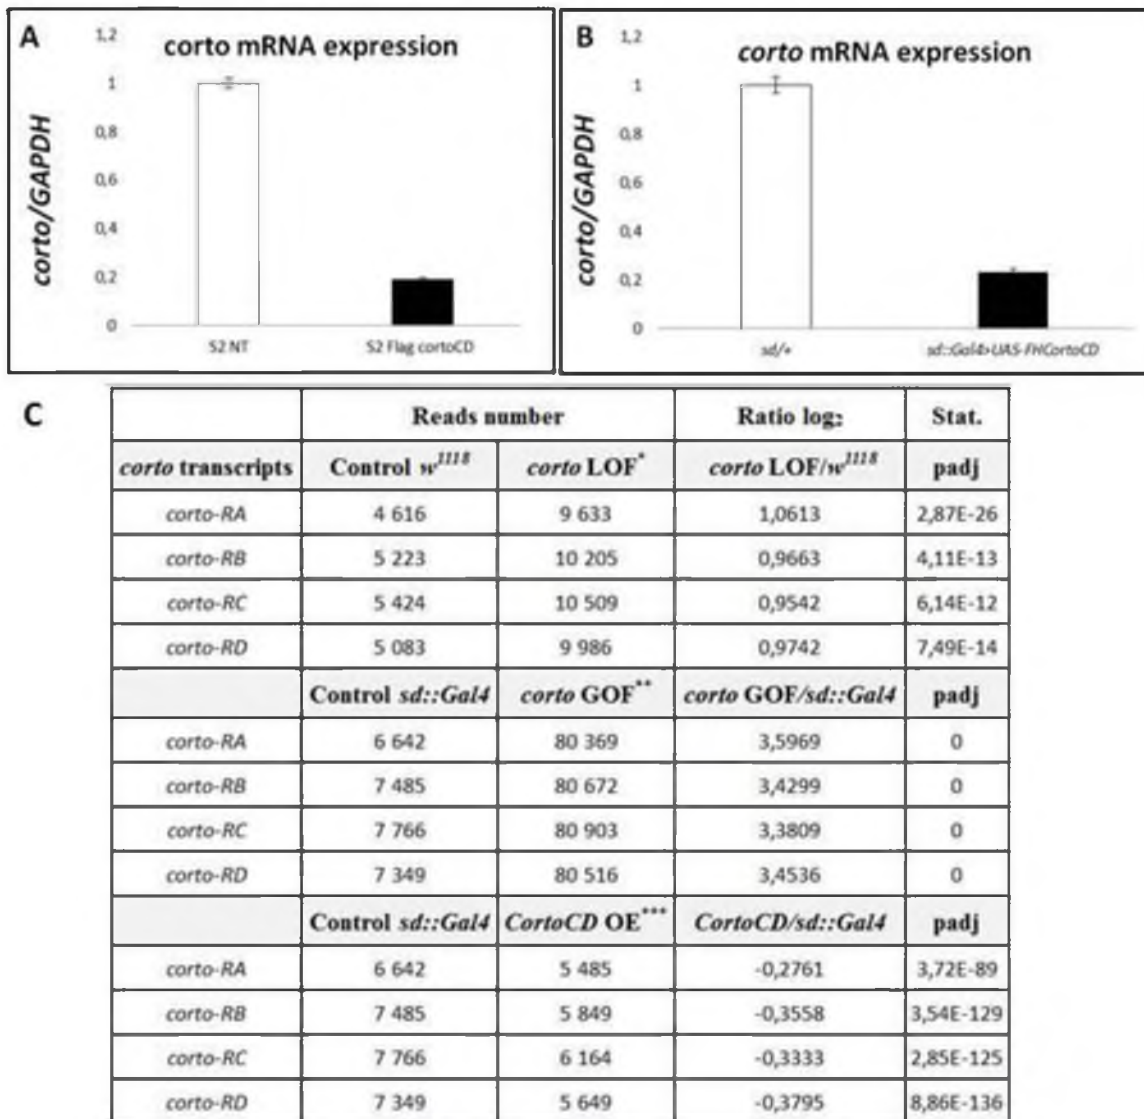 A
corto mRNA expression
corto/GAPDH
1,2
1
0,8
0,6
0,4
0,2
0
S2 NT
S2 Flag cortoCD
B
corto mRNA expression
corto/GAPDH
1,2
1
0,8
0,6
0,4
0,2
0
sd/+
sd::Gal4>UAS-FHCortoCD
C
Reads number Ratio log₂ Stat.
corto transcripts Control w¹¹¹⁸ corto LOF* corto LOF/w¹¹¹⁸ padj
corto-RA 4 616 9 633 1,0613 2,87E-26
corto-RB 5 223 10 205 0,9663 4,11E-13
corto-RC 5 424 10 509 0,9542 6,14E-12
corto-RD 5 083 9 986 0,9742 7,49E-14
Control sd::Gal4 corto GOF** corto GOF/sd::Gal4 padj
corto-RA 6 642 80 369 3,5969 0
corto-RB 7 485 80 672 3,4299 0
corto-RC 7 766 80 903 3,3809 0
corto-RD 7 349 80 516 3,4536 0
Control sd::Gal4 CortoCD OE*** CortoCD/sd::Gal4 padj
corto-RA 6 642 5 485 -0,2761 3,72E-89
corto-RB 7 485 5 849 -0,3558 3,54E-129
corto-RC 7 766 6 164 -0,3333 2,85E-125
corto-RD 7 349 5 649 -0,3795 8,86E-136